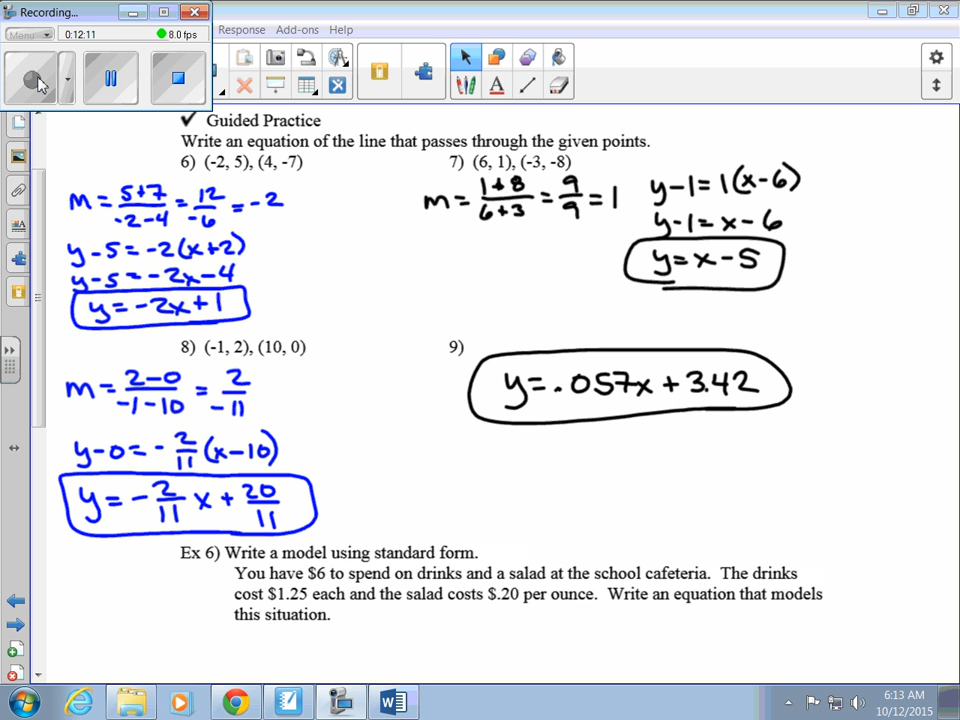 Recording...
Menu
0:12:11
8.0 fps
Response Add-ons Help
✔ Guided Practice
Write an equation of the line that passes through the given points.
6) (-2, 5), (4, -7)
m = 5+7/-2-4 = 12/-6 = -2
y-5 = -2(x+2)
y-5 = -2x-4
y = -2x+1
7) (6, 1), (-3, -8)
m = 1+8/6+3 = 9/9 = 1
y-1 = 1(x-6)
y-1 = x-6
y = x-5
8) (-1, 2), (10, 0)
m = 2-0/-1-10 = 2/-11
y-0 = -2/11 (x-10)
y = -2/11 x + 20/11
9)
y = .057x + 3.42
Ex 6) Write a model using standard form.
You have $6 to spend on drinks and a salad at the school cafeteria. The drinks
cost $1.25 each and the salad costs $.20 per ounce. Write an equation that models
this situation.
6:13 AM
10/12/2015